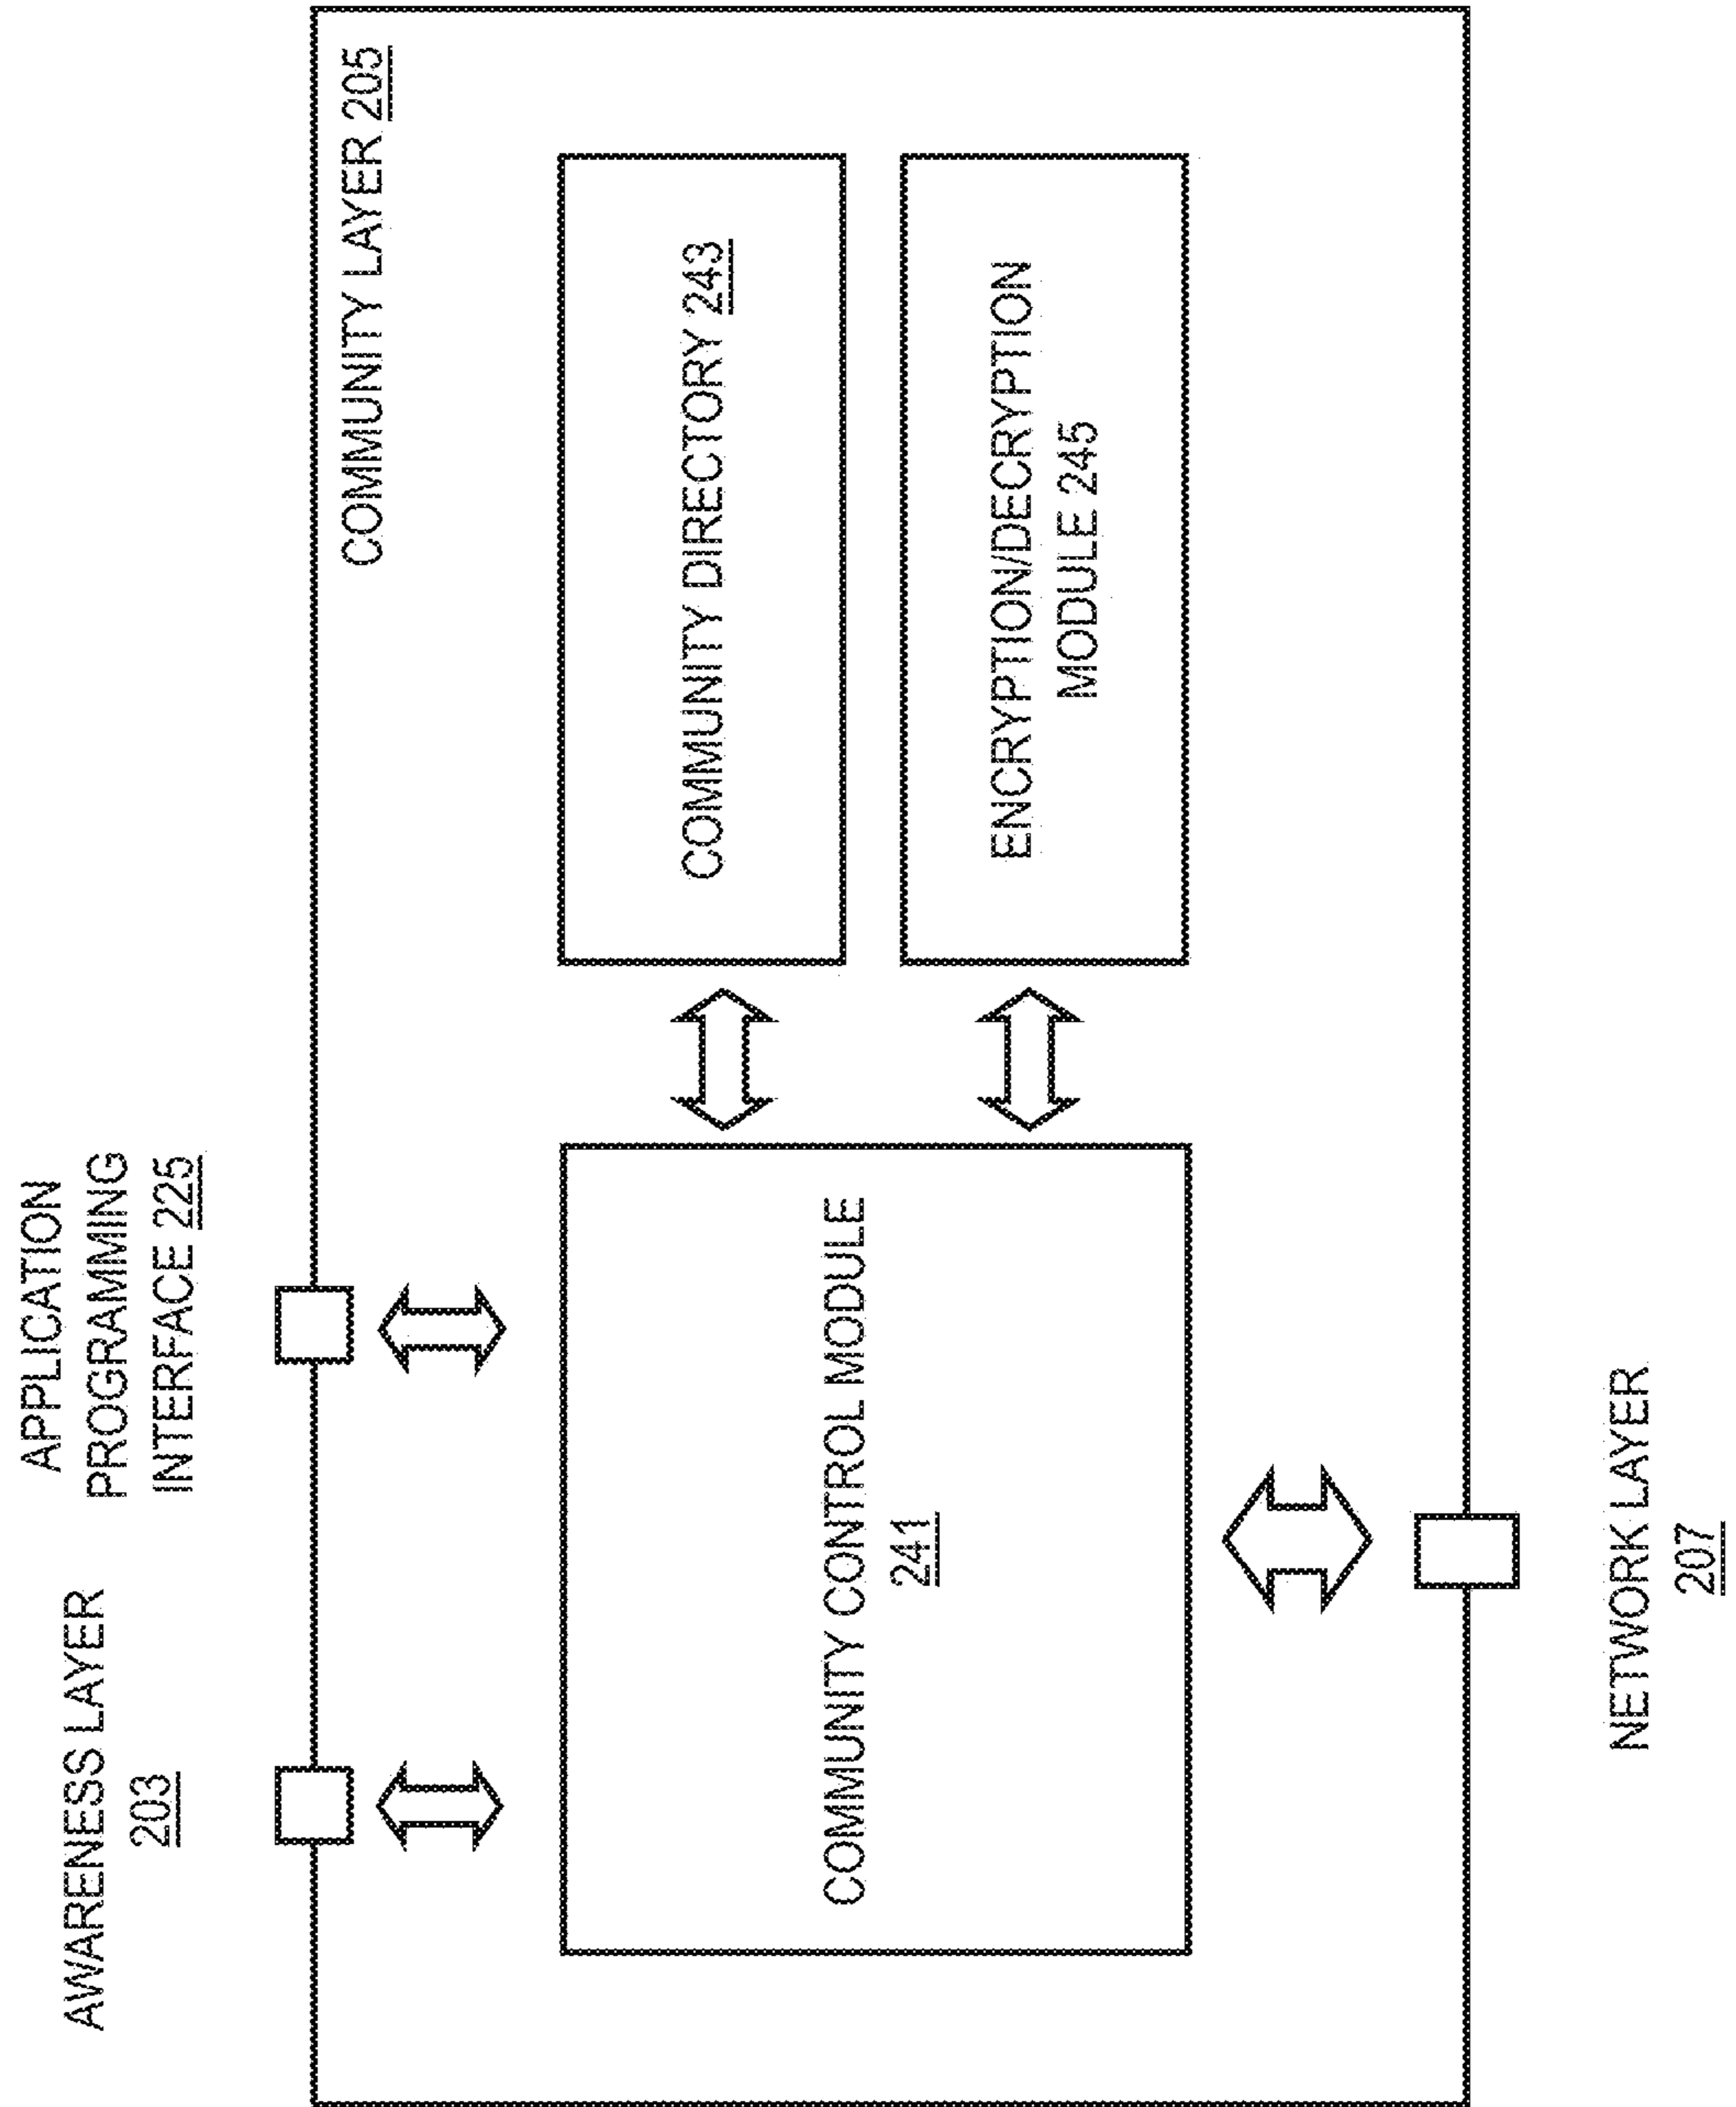 AWARENESS LAYER
203
APPLICATION
PROGRAMING
INTERFACE 225
COMMUNITY LAYER 205
COMMUNITY CONTROL MODULE
241
COMMUNITY DIRECTORY 243
ENCRYPTION/DECRYPTION
MODULE 245
NETWORK LAYER
207